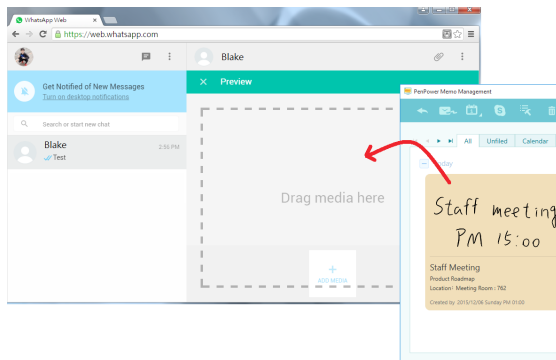 WhatsApp Web
https://web.whatsapp.com
Blake
Get Notified of New Messages
Turn on desktop notifications
Preview
Search or start new chat
Blake
3:56 PM
Test
Drag media here
ADD MEDIA
PenPower Memo Management
All
Unfiled
Calendar
Staff meeting
PM 15:00
Staff Meeting
Product Roadmap
Location: Meeting Room : 762
Created by 2015/12/06 Sunday PM 01:00